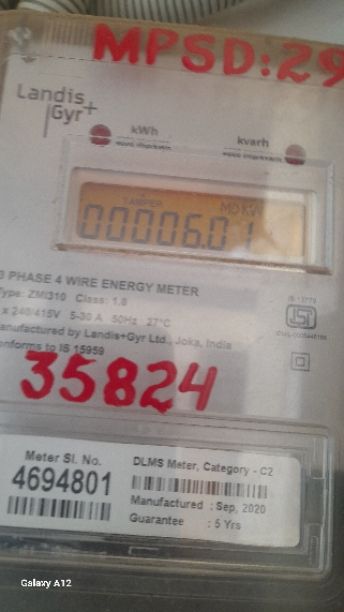 MPSD:29
Landis+
Gyr
kWh
kvarh
TAMPER MD KW
00006.01
3 PHASE 4 WIRE ENERGY METER
Type: ZMI310 Class: 1.0
x 240/415V 5-30 A 50Hz 27°C
anufactured by Landis+Gyr Ltd., Joka, India
onforms to IS 15959
35824
Meter Sl. No.
4694801
DLMS Meter, Category - C2
Manufactured : Sep, 2020
Guarantee : 5 Yrs
Galaxy A12